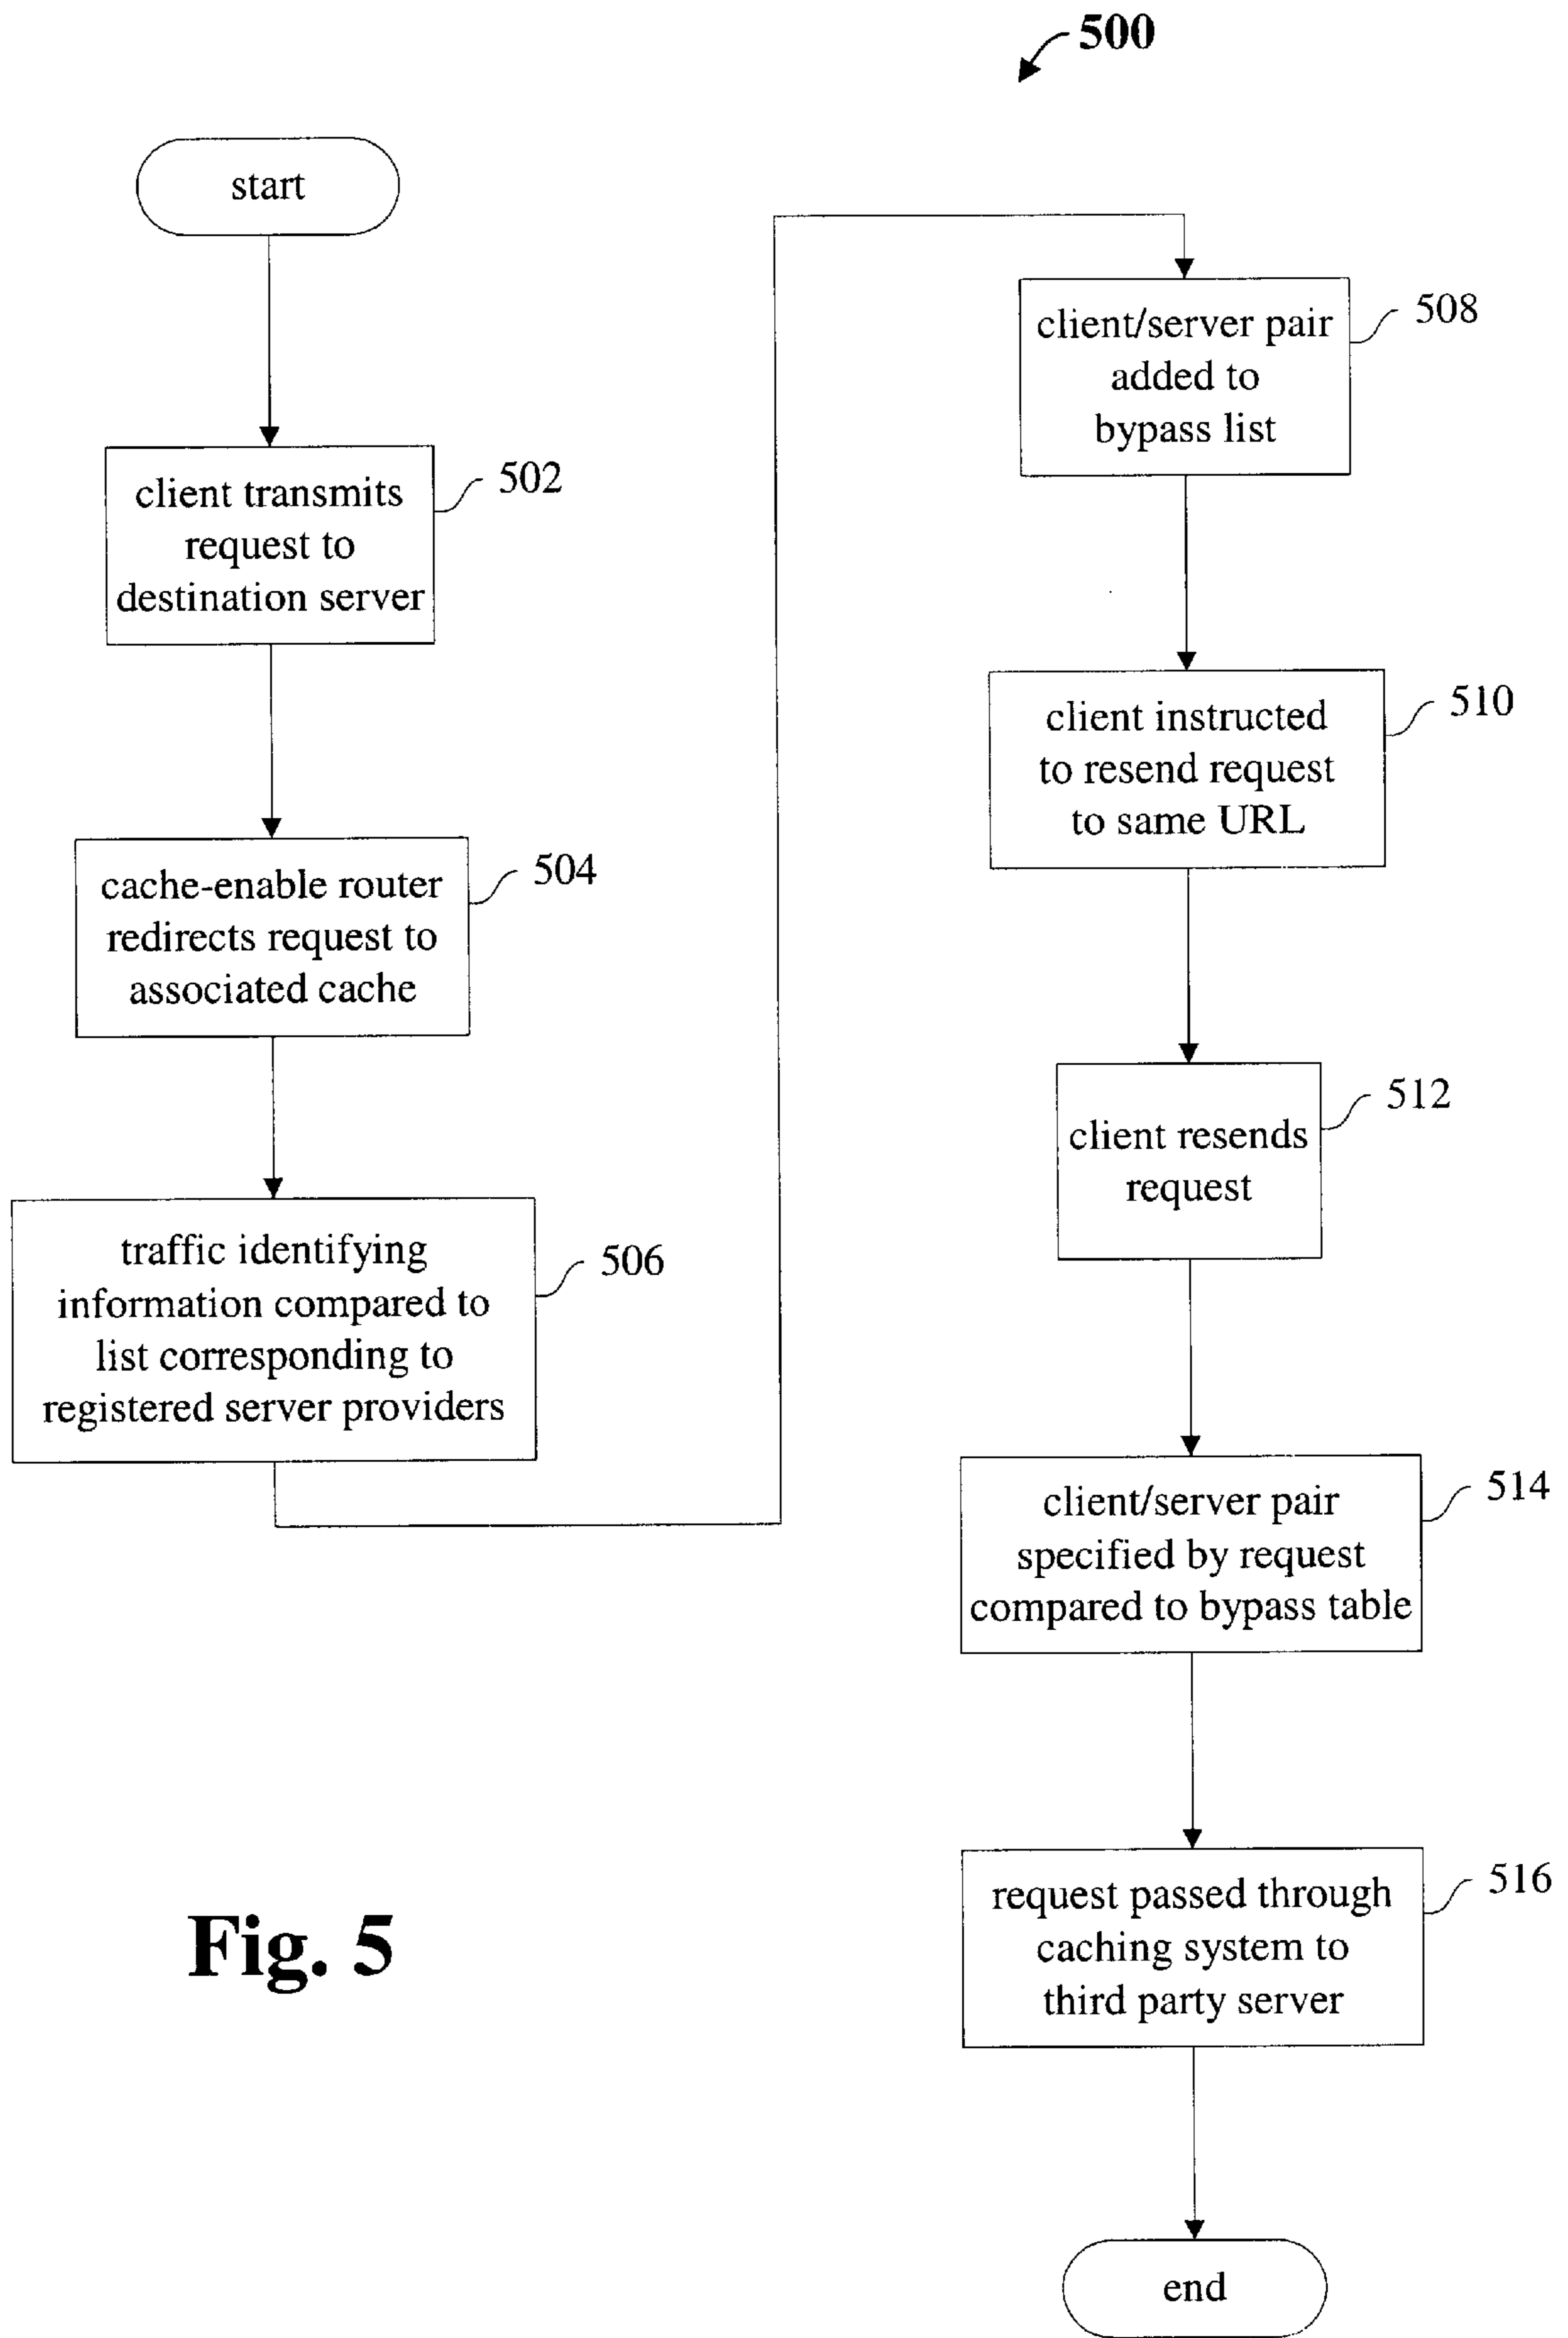 500
start
client transmits
request to
destination server
502
cache-enable router
redirects request to
associated cache
504
traffic identifying
information compared to
list corresponding to
registered server providers
506
client/server pair
added to
bypass list
508
client instructed
to resend request
to same URL
510
client resends
request
512
client/server pair
specified by request
compared to bypass table
514
request passed through
caching system to
third party server
516
end
Fig. 5